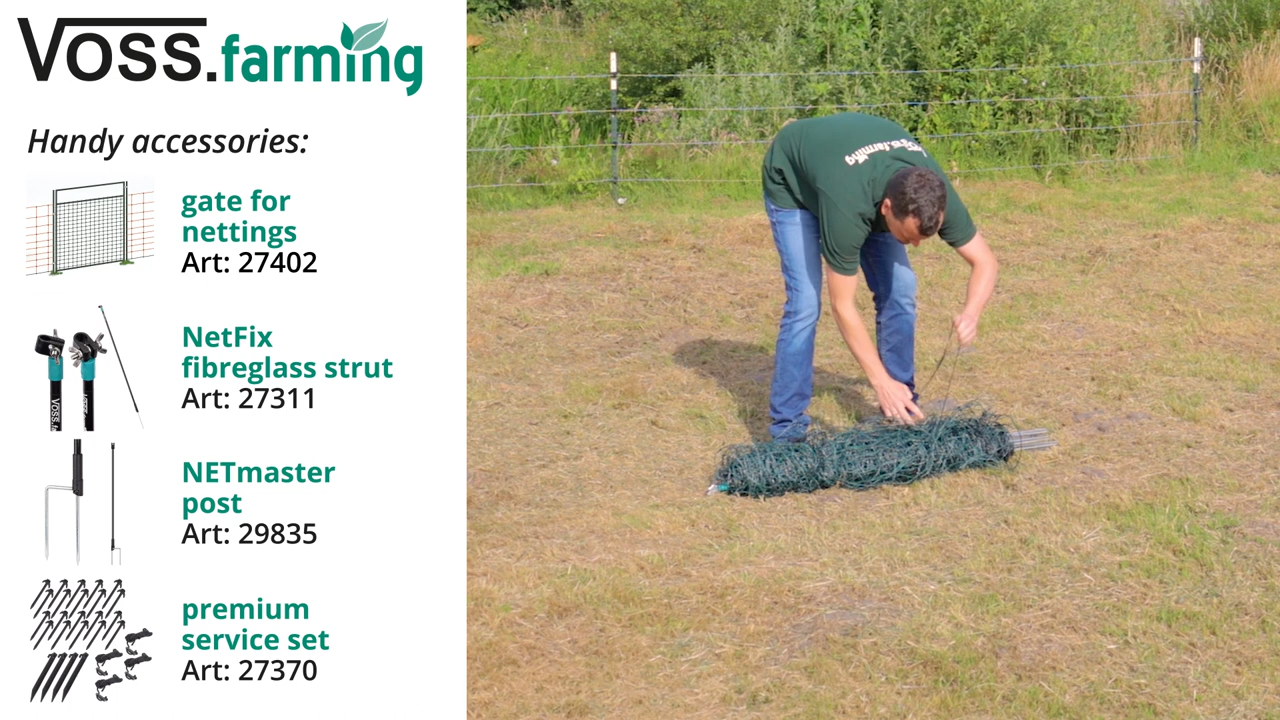 VOSS.farming
Handy accessories:
gate for
nettings
Art: 27402
NetFix
fibreglass strut
Art: 27311
NETmaster
post
Art: 29835
premium
service set
Art: 27370